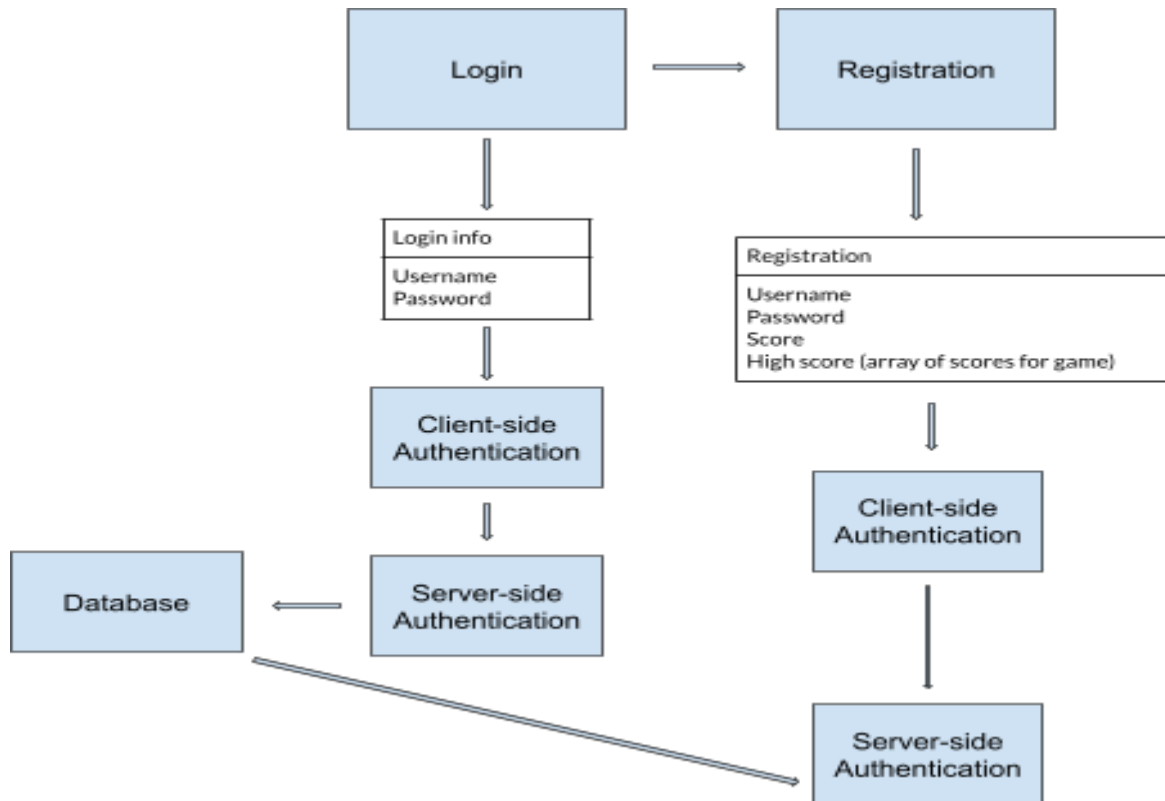 Login
Registration
Login info
Username
Password
Registration
Username
Password
Score
High score (array of scores for game)
Client-side
Authentication
Client-side
Authentication
Database
Server-side
Authentication
Server-side
Authentication